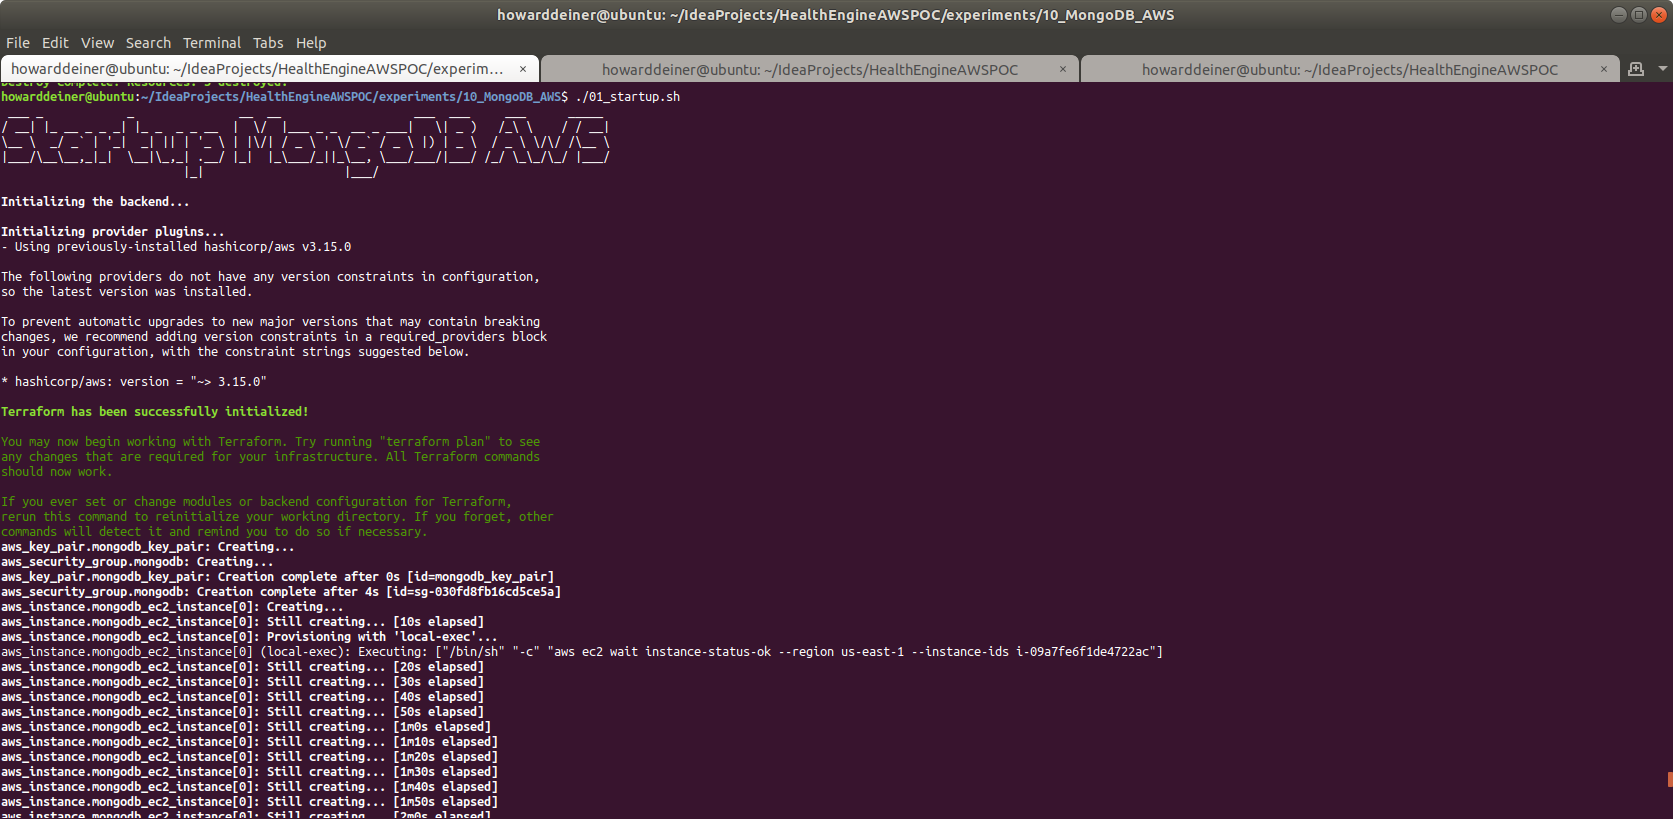 howarddeiner@ubuntu: ~/IdeaProjects/HealthEngineAWSPOC/experiments/10_MongoDB_AWS
File Edit View Search Terminal Tabs Help
howarddeiner@ubuntu: ~/IdeaProjects/HealthEngineAWSPOC/experim... ×
howarddeiner@ubuntu: ~/IdeaProjects/HealthEngineAWSPOC ×
howarddeiner@ubuntu: ~/IdeaProjects/HealthEngineAWSPOC ×
Destroy complete! Resources: 3 destroyed.
howarddeiner@ubuntu:~/IdeaProjects/HealthEngineAWSPOC/experiments/10_MongoDB_AWS$ ./01_startup.sh
Startup MongoDB AWS
Initializing the backend...
Initializing provider plugins...
- Using previously-installed hashicorp/aws v3.15.0
The following providers do not have any version constraints in configuration,
so the latest version was installed.
To prevent automatic upgrades to new major versions that may contain breaking
changes, we recommend adding version constraints in a required_providers block
in your configuration, with the constraint strings suggested below.
* hashicorp/aws: version = "~> 3.15.0"
Terraform has been successfully initialized!
You may now begin working with Terraform. Try running "terraform plan" to see
any changes that are required for your infrastructure. All Terraform commands
should now work.
If you ever set or change modules or backend configuration for Terraform,
rerun this command to reinitialize your working directory. If you forget, other
commands will detect it and remind you to do so if necessary.
aws_key_pair.mongodb_key_pair: Creating...
aws_security_group.mongodb: Creating...
aws_key_pair.mongodb_key_pair: Creation complete after 0s [id=mongodb_key_pair]
aws_security_group.mongodb: Creation complete after 4s [id=sg-030fd8fb16cd5ce5a]
aws_instance.mongodb_ec2_instance[0]: Creating...
aws_instance.mongodb_ec2_instance[0]: Still creating... [10s elapsed]
aws_instance.mongodb_ec2_instance[0]: Provisioning with 'local-exec'...
aws_instance.mongodb_ec2_instance[0] (local-exec): Executing: ["/bin/sh" "-c" "aws ec2 wait instance-status-ok --region us-east-1 --instance-ids i-09a7fe6f1de4722ac"]
aws_instance.mongodb_ec2_instance[0]: Still creating... [20s elapsed]
aws_instance.mongodb_ec2_instance[0]: Still creating... [30s elapsed]
aws_instance.mongodb_ec2_instance[0]: Still creating... [40s elapsed]
aws_instance.mongodb_ec2_instance[0]: Still creating... [50s elapsed]
aws_instance.mongodb_ec2_instance[0]: Still creating... [1m0s elapsed]
aws_instance.mongodb_ec2_instance[0]: Still creating... [1m10s elapsed]
aws_instance.mongodb_ec2_instance[0]: Still creating... [1m20s elapsed]
aws_instance.mongodb_ec2_instance[0]: Still creating... [1m30s elapsed]
aws_instance.mongodb_ec2_instance[0]: Still creating... [1m40s elapsed]
aws_instance.mongodb_ec2_instance[0]: Still creating... [1m50s elapsed]
aws_instance.mongodb_ec2_instance[0]: Still creating... [2m0s elapsed]